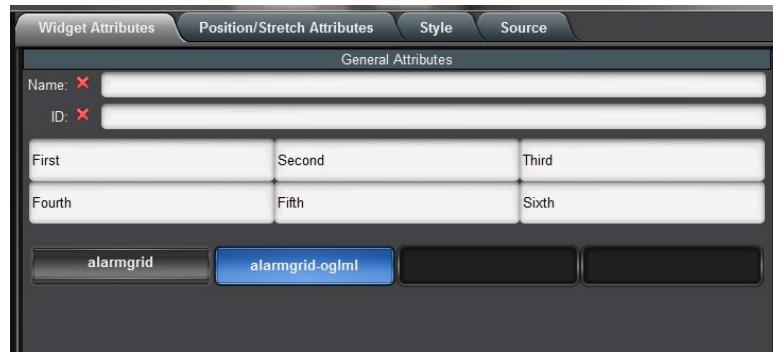 Widget Attributes Position/Stretch Attributes Style Source
General Attributes
Name:
ID:
First Second Third
Fourth Fifth Sixth
alarmgrid alarmgrid-oglml